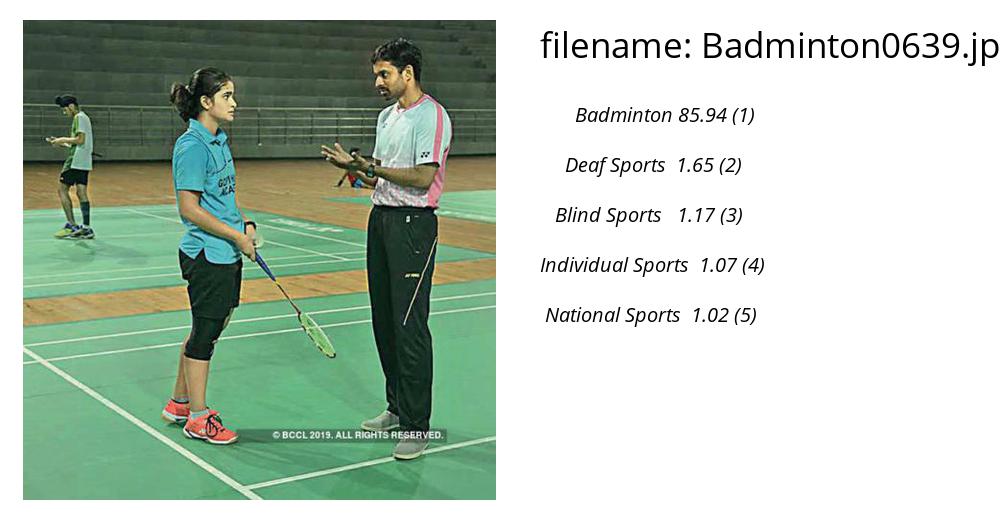 filename: Badminton0639.jp
Badminton 85.94 (1)
Deaf Sports 1.65 (2)
Blind Sports 1.17 (3)
Individual Sports 1.07 (4)
National Sports 1.02 (5)
YONEX
© BCCL 2019. ALL RIGHTS RESERVED.